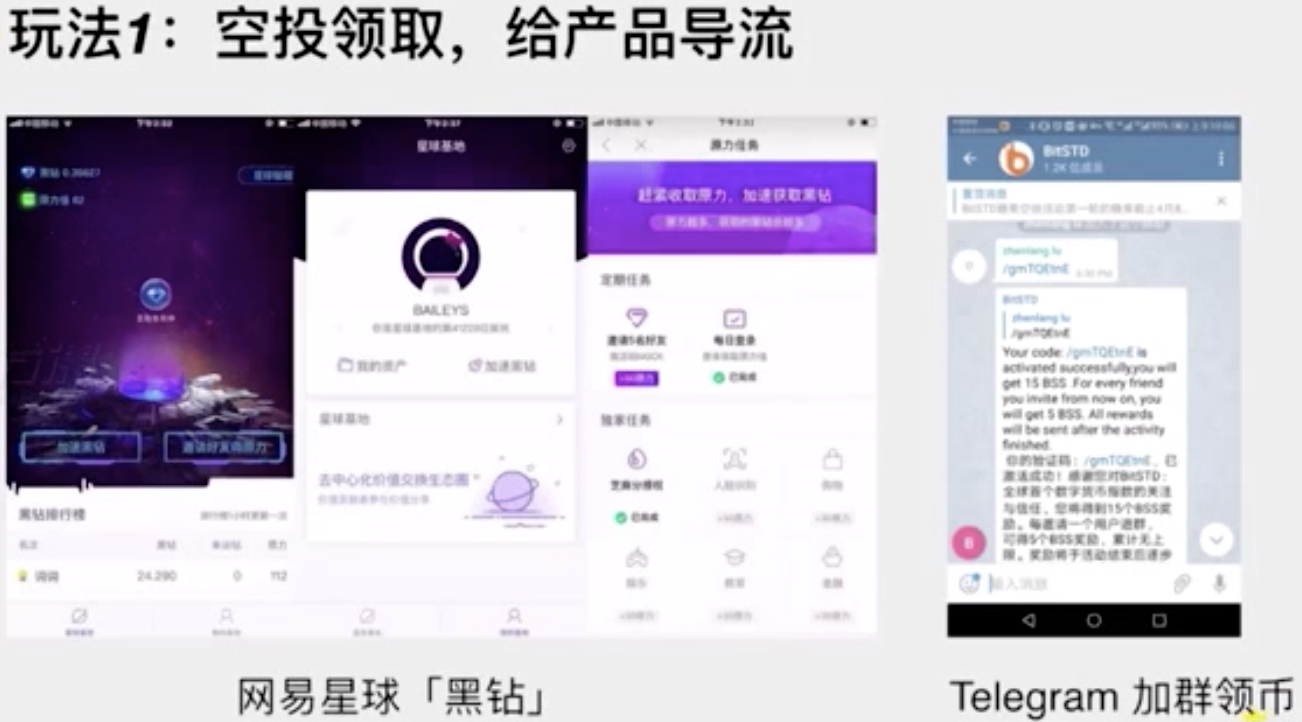 玩法1：空投领取，给产品导流
下午2:37
星球基地
原力任务
黑钻 0.35627
原力值 62
赶紧收取原力，加速获取黑钻
BitSTD
1.2K 位成员
置顶消息
定期任务
zhenlang lu
/gmTQEtnE
6:30 PM
BAILEYS
邀请5名好友
每日登录
已完成
我的资产
加速黑钻
BitSTD
zhenlang lu
/gmTQEtnE
Your code: /gmTQEtnE is
activated successfully,you will
get 15 BSS .For every friend
you invite from now on, you
will get 5 BSS. All rewards
will be sent after the activity
finished.
你的验证码：/gmTQEtnE，已
激活成功！感谢您对BitSTD：
全球首个数字货币指数的关注
与信任，您将得到15个BSS奖
励。每邀请一个用户进群，
可得5个BSS奖励，累计无上
限。奖励将于活动结束后逐步
加速黑钻
星球基地
独家任务
去中心化价值交换生态圈
芝麻分授权
人脸识别
购物
已完成
黑钻排行榜
名次
黑钻
原力
词词
24.290
0
112
娱乐
教育
金融
输入消息
网易星球「黑钻」
Telegram 加群领币